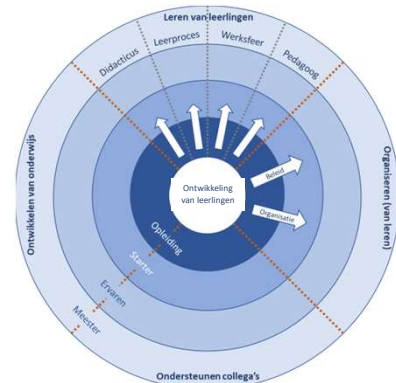 Leren van leerlingen
Didacticus
Leerproces
Werksfeer
Pedagoog
Ontwikkelen van onderwijs
Organiseren (van leren)
Beleid
Ontwikkeling
van leerlingen
Organisatie
Opleiding
Starter
Ervaren
Meester
Ondersteunen collega's